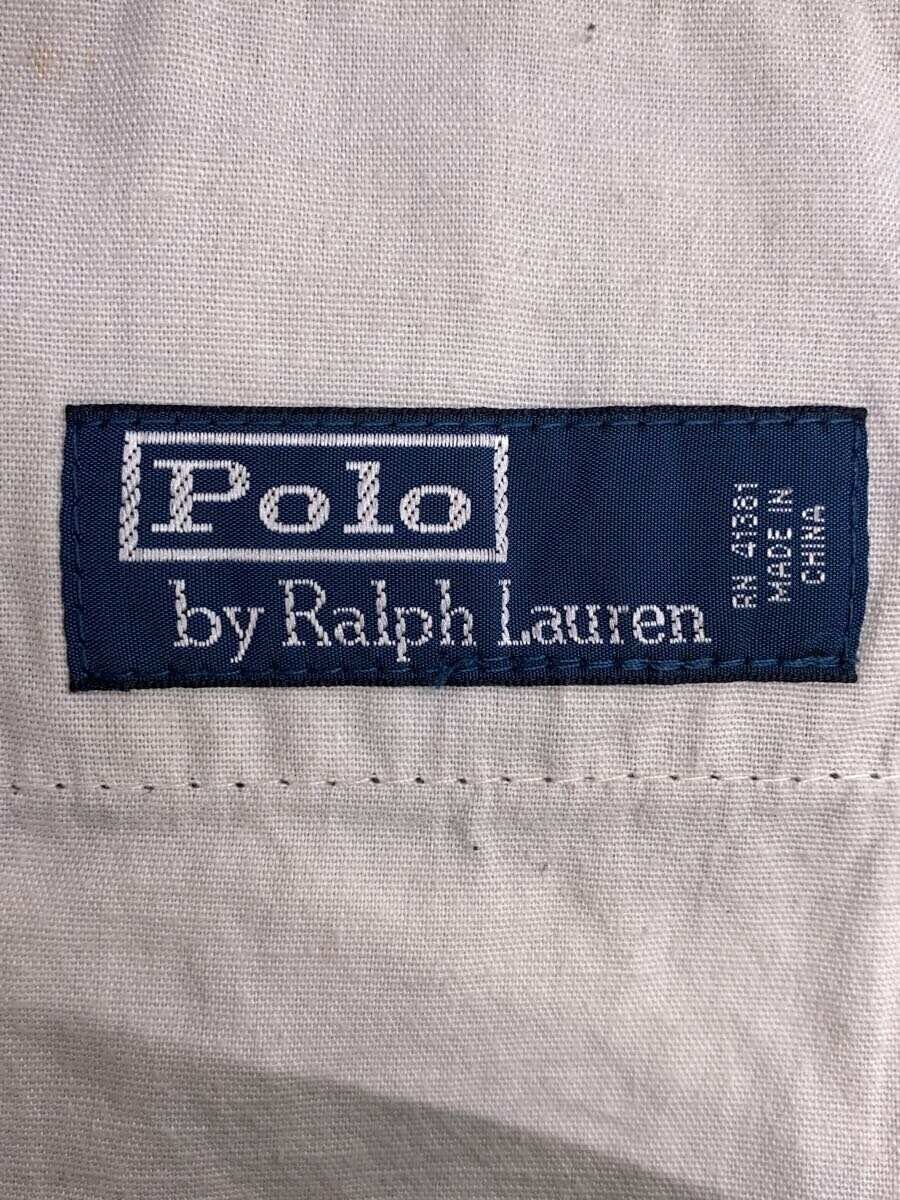 Polo
by Ralph Lauren
RN 41381
MADE IN
CHINA